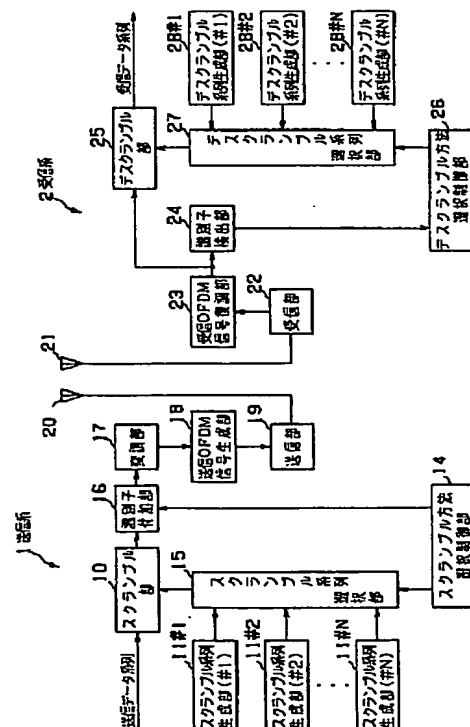 1送信系
送信データ系列
10
スクランブル
部
16
識別子
付加部
17
変調部
18
送信OFDM
信号生成部
19
送信部
20
15
スクランブル系列
選択部
11#1
スクランブル系列
生成部(#1)
11#2
スクランブル系列
生成部(#2)
11#N
スクランブル系列
生成部(#N)
14
スクランブル方法
選択制御部
2受信系
21
22
受信部
23
受信OFDM
信号復調部
24
識別子
検出部
25
デスクランブル
部
受信データ系列
27
デスクランブル系列
選択部
28#1
デスクランブル
系列生成部(#1)
28#2
デスクランブル
系列生成部(#2)
28#N
デスクランブル
系列生成部(#N)
26
デスクランブル方法
選択制御部